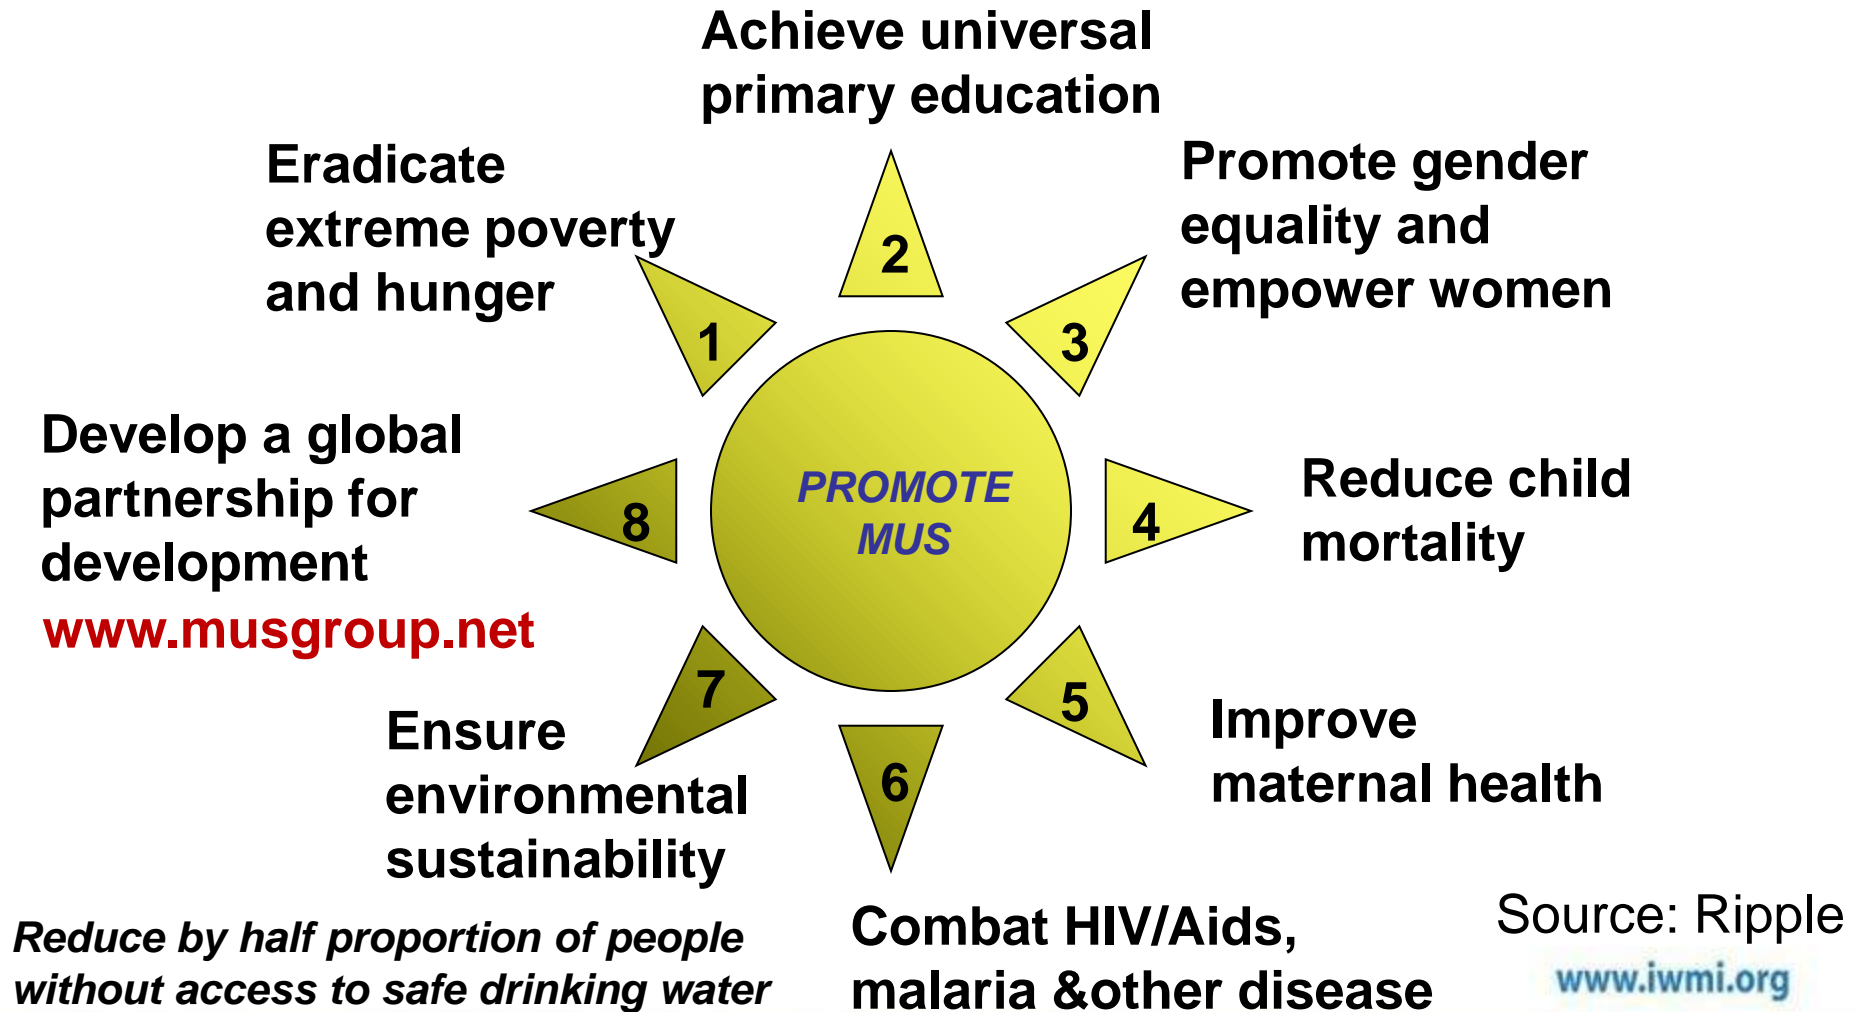 Achieve universal
primary education
Eradicate
extreme poverty
and hunger
Promote gender
equality and
empower women
2
1
3
Develop a global
partnership for
development
www.musgroup.net
8
PROMOTE
MUS
4
Reduce child
mortality
7
5
Ensure
environmental
sustainability
6
Improve
maternal health
Reduce by half proportion of people
without access to safe drinking water
Combat HIV/Aids,
malaria &other disease
Source: Ripple
www.iwmi.org